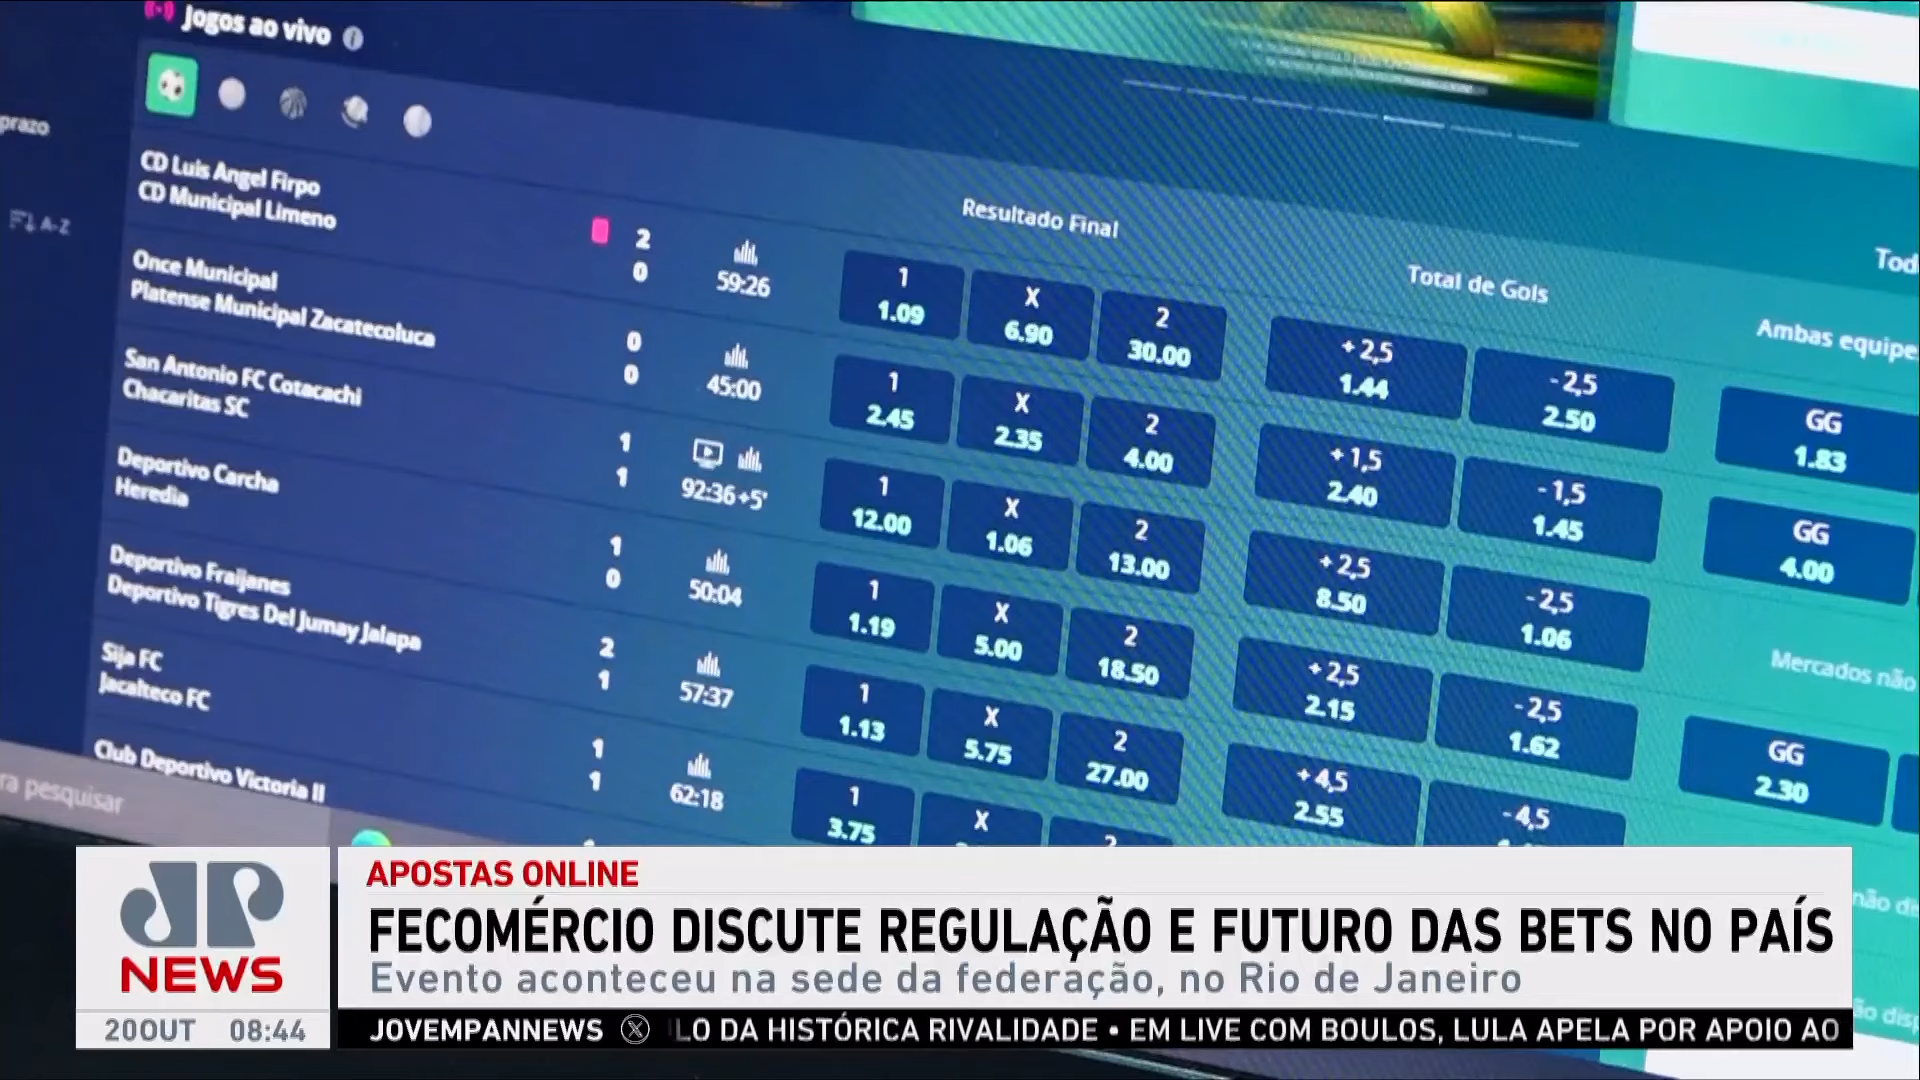 Jogos ao vivo
prazo
A-Z
CD Luis Angel Firpo
CD Municipal Limeno
2
0
59:26
Resultado Final
Total de Gols
Tod
Ambas equipe
1
1.09
X
6.90
2
30.00
+2,5
1.44
-2,5
2.50
GG
1.83
Once Municipal
Platense Municipal Zacatecoluca
0
0
45:00
1
2.45
X
2.35
2
4.00
+1,5
2.40
-1,5
1.45
GG
4.00
San Antonio FC Cotacachi
Chacaritas SC
1
1
92:36+5'
1
12.00
X
1.06
2
13.00
+2,5
8.50
-2,5
1.06
Mercados não
Deportivo Carcha
Heredia
1
0
50:04
1
1.19
X
5.00
2
18.50
+2,5
2.15
-2,5
1.62
GG
2.30
Deportivo Fraijanes
Deportivo Tigres Del Jumay Jalapa
2
1
57:37
1
1.13
X
5.75
2
27.00
+4,5
2.55
-4,5
Sija FC
Jacalteco FC
1
1
62:18
1
3.75
X
2
Club Deportivo Victoria II
ra pesquisar
não dis
ão disp
JP
NEWS
20OUT 08:44
APOSTAS ONLINE
FECOMÉRCIO DISCUTE REGULAÇÃO E FUTURO DAS BETS NO PAÍS
Evento aconteceu na sede da federação, no Rio de Janeiro
JOVEMPANNEWS X LO DA HISTÓRICA RIVALIDADE • EM LIVE COM BOULOS, LULA APELA POR APOIO AO